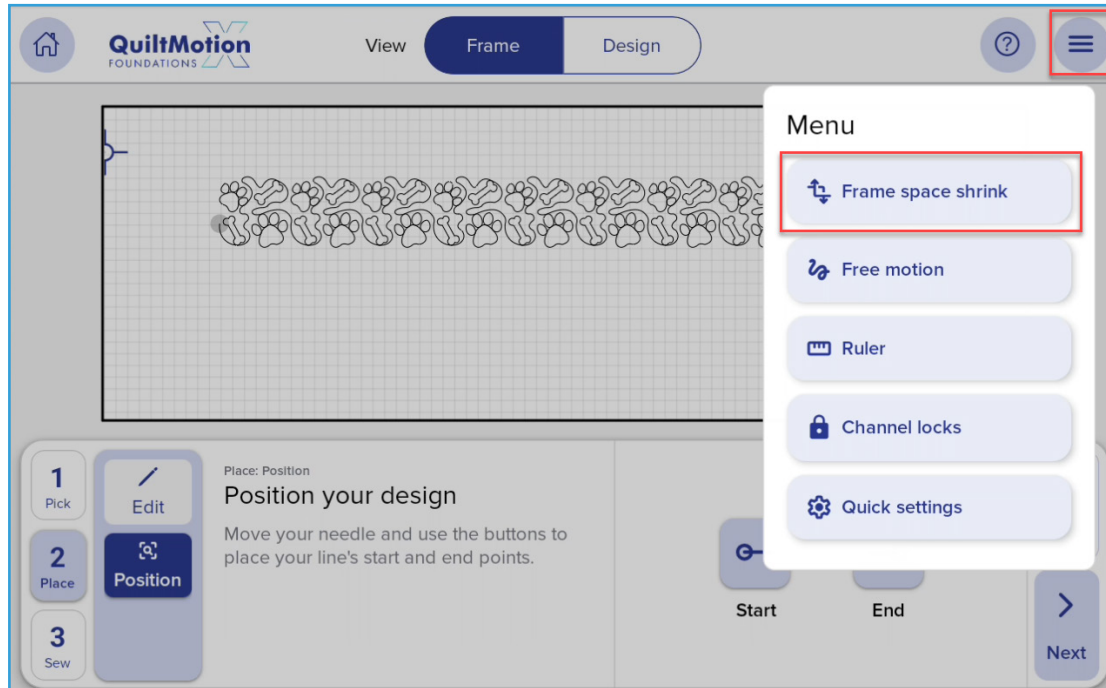 QuiltMotion
FOUNDATIONS
View
Frame
Design
Menu
Frame space shrink
Free motion
Ruler
Channel locks
Quick settings
1
Pick
2
Place
3
Sew
Edit
Position
Place: Position
Position your design
Move your needle and use the buttons to
place your line's start and end points.
Start
End
Next